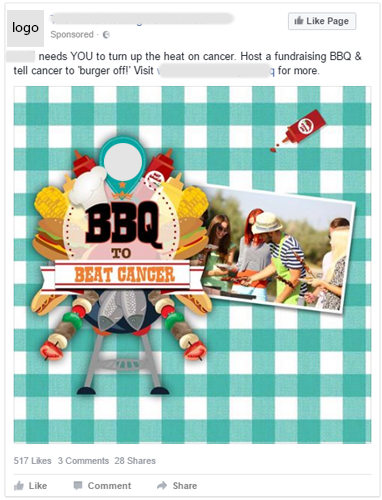 logo
Like Page
Sponsored ·
needs YOU to turn up the heat on cancer. Host a fundraising BBQ &
tell cancer to 'burger off!' Visit
q for more.
BBQ
TO
BEAT CANCER
517 Likes 3 Comments 28 Shares
Like Comment Share